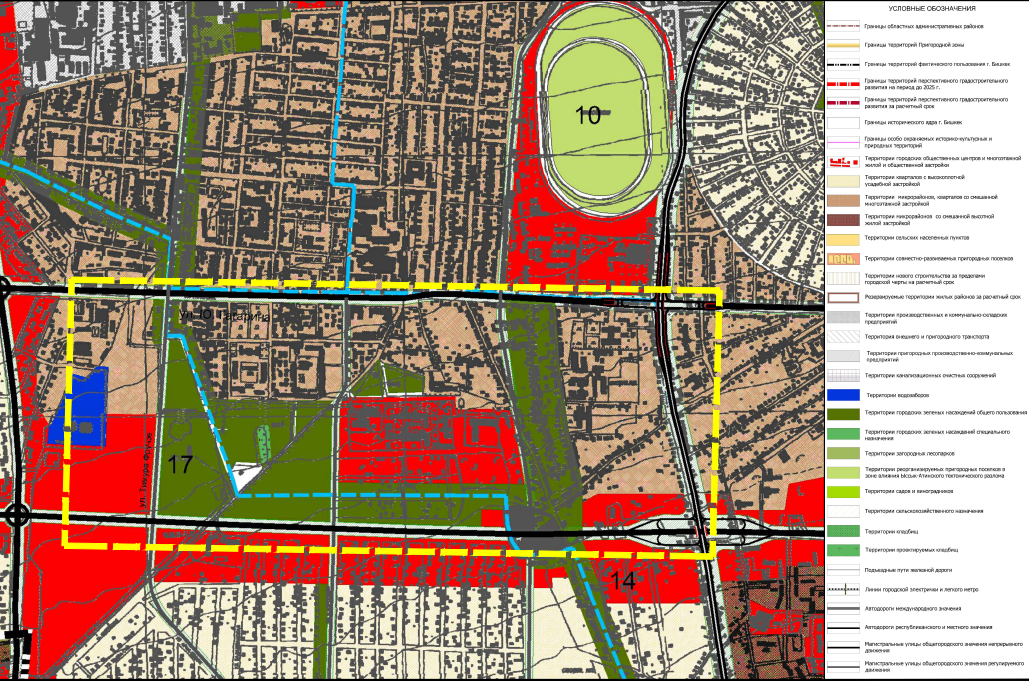 10
ул. Ю. Гагарина
ул. Тимура Фрунзе
17
14
УСЛОВНЫЕ ОБОЗНАЧЕНИЯ
Границы областных административных районов
Границы территорий Пригородной зоны
Границы территорий фактического пользования г. Бишкек
Границы территорий перспективного градостроительного
развития на период до 2025 г.
Границы территорий перспективного градостроительного
развития за расчетный срок
Границы исторического ядра г. Бишкек
Границы особо охраняемых историко-культурных и
природных территорий
Территории городских общественных центров и многоэтажной
жилой и общественной застройки
Территории кварталов с высокоплотной
усадебной застройкой
Территории микрорайонов, кварталов со смешанной
многоэтажной застройкой
Территории микрорайонов со смешанной высотной
жилой застройкой
Территории сельских населенных пунктов
Территории совместно-развиваемых пригородных поселков
Территории нового строительства за пределами
городской черты на расчетный срок
Резервируемые территории жилых районов за расчетный срок
Территории производственных и коммунально-складских
предприятий
Территория внешнего и пригородного транспорта
Территории пригородных производственно-коммунальных
предприятий
Территории канализационных очистных сооружений
Территории водозаборов
Территории городских зеленых насаждений общего пользования
Территории городских зеленых насаждений специального
назначения
Территории загородных лесопарков
Территории реорганизуемых пригородных поселков в
зоне влияния Ыссык-Атинского тектонического разлома
Территории садов и виноградников
Территории сельскохозяйственного назначения
Территории кладбищ
Территории проектируемых кладбищ
Подъездные пути железной дороги
Линии городской электрички и легкого метро
Автодороги международного значения
Автодороги республиканского и местного значения
Магистральные улицы общегородского значения непрерывного
движения
Магистральные улицы общегородского значения регулируемого
движения